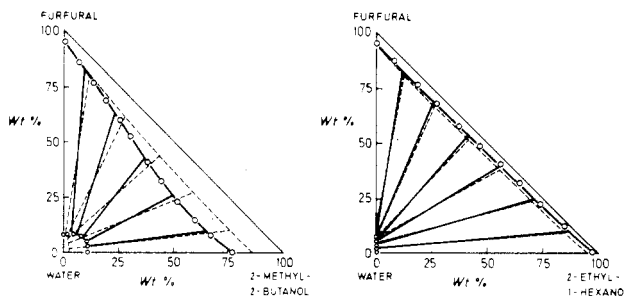 FURFURAL
100
75
Wt %
50
25
0
0
25
50
75
100
WATER
Wt %
2-METHYL-
2-BUTANOL
FURFURAL
100
75
Wt %
50
25
0
0
25
50
75
100
WATER
Wt %
2-ETHYL-
1-HEXANO